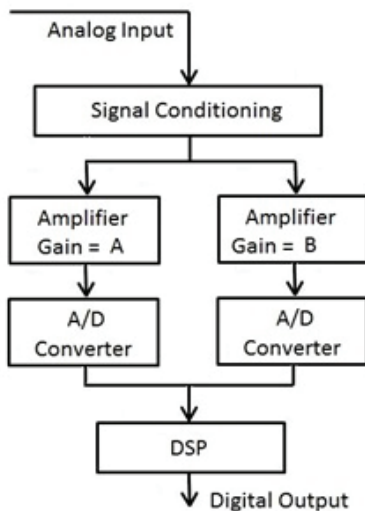 Analog Input
Signal Conditioning
Amplifier
Gain = A
Amplifier
Gain = B
A/D
Converter
A/D
Converter
DSP
Digital Output